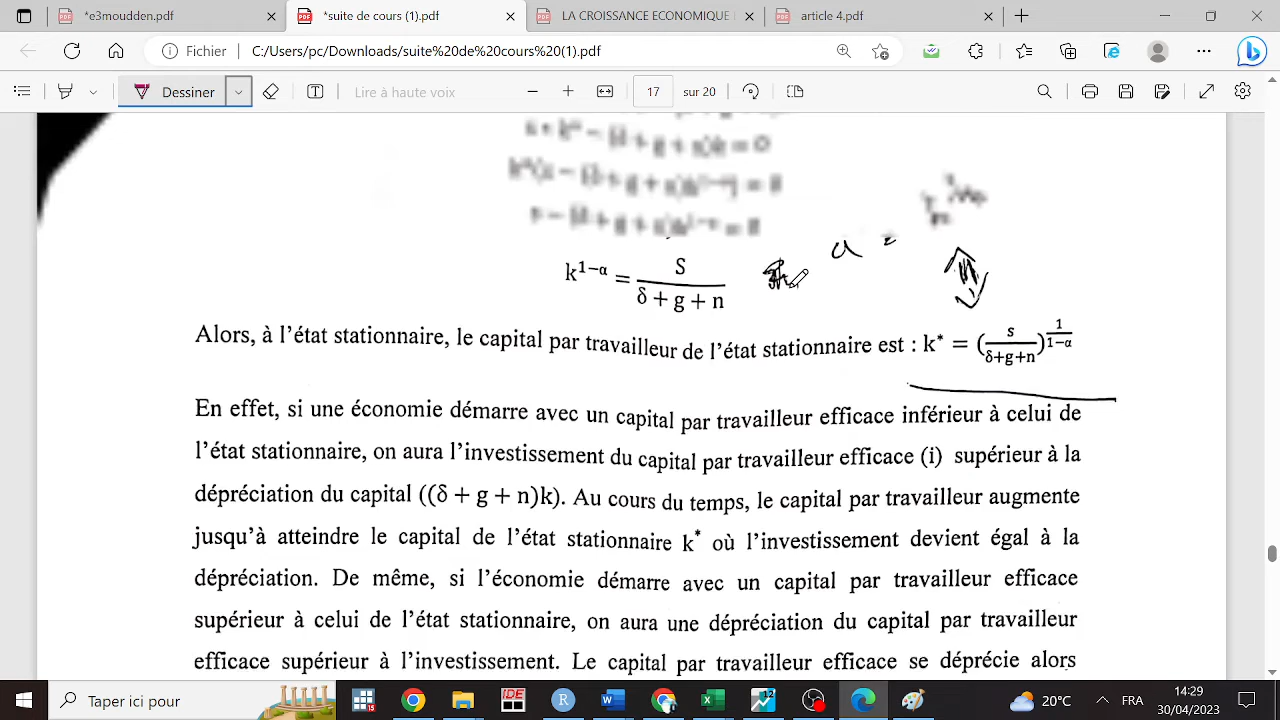 *e3mudden.pdf
*suite de cours (1).pdf
LA CROISSANCE ECONOMIQUE
article 4.pdf
Fichier C:/Users/pc/Downloads/suite%20de%20cours%20(1).pdf
Dessiner
Lire à haute voix
17 sur 20
k^{1−α} = S / (δ + g + n)
a =
Alors, à l’état stationnaire, le capital par travailleur de l’état stationnaire est : k* = (s/(δ+g+n))^{1/(1−α)}
En effet, si une économie démarre avec un capital par travailleur efficace inférieur à celui de
l’état stationnaire, on aura l’investissement du capital par travailleur efficace (i) supérieur à la
dépréciation du capital ((δ + g + n)k). Au cours du temps, le capital par travailleur augmente
jusqu’à atteindre le capital de l’état stationnaire k* où l’investissement devient égal à la
dépréciation. De même, si l’économie démarre avec un capital par travailleur efficace
supérieur à celui de l’état stationnaire, on aura une dépréciation du capital par travailleur
efficace supérieur à l’investissement. Le capital par travailleur efficace se déprécie alors
Taper ici pour
20°C
FRA
14:29
30/04/2023